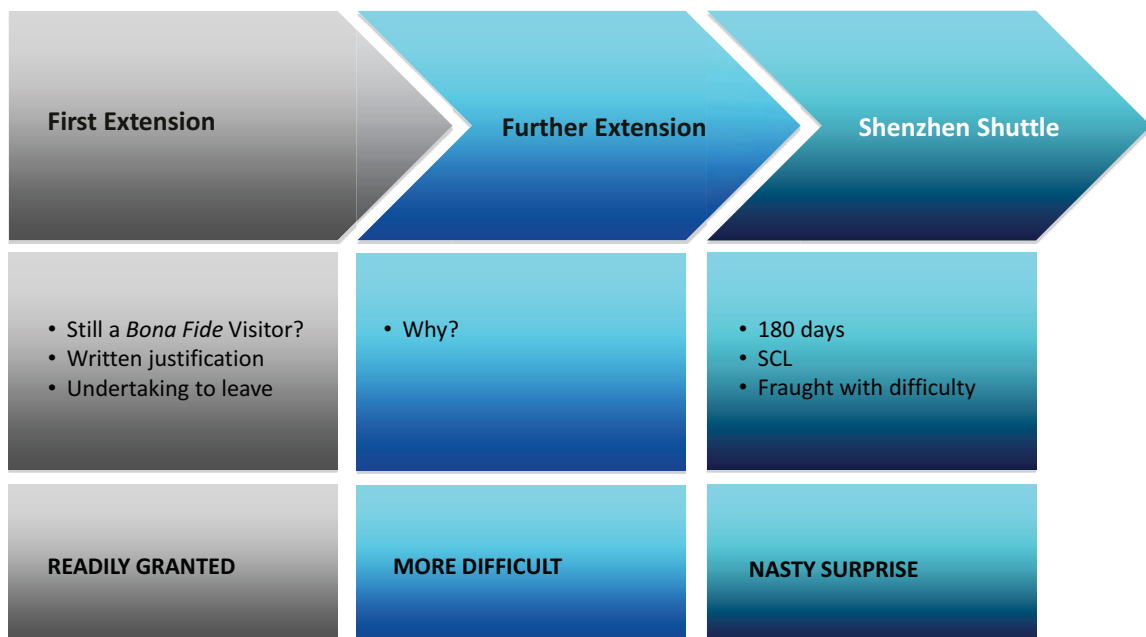 First Extension
Further Extension
Shenzhen Shuttle
• Still a Bona Fide Visitor?
• Written justification
• Undertaking to leave
• Why?
• 180 days
• SCL
• Fraught with difficulty
READILY GRANTED
MORE DIFFICULT
NASTY SURPRISE